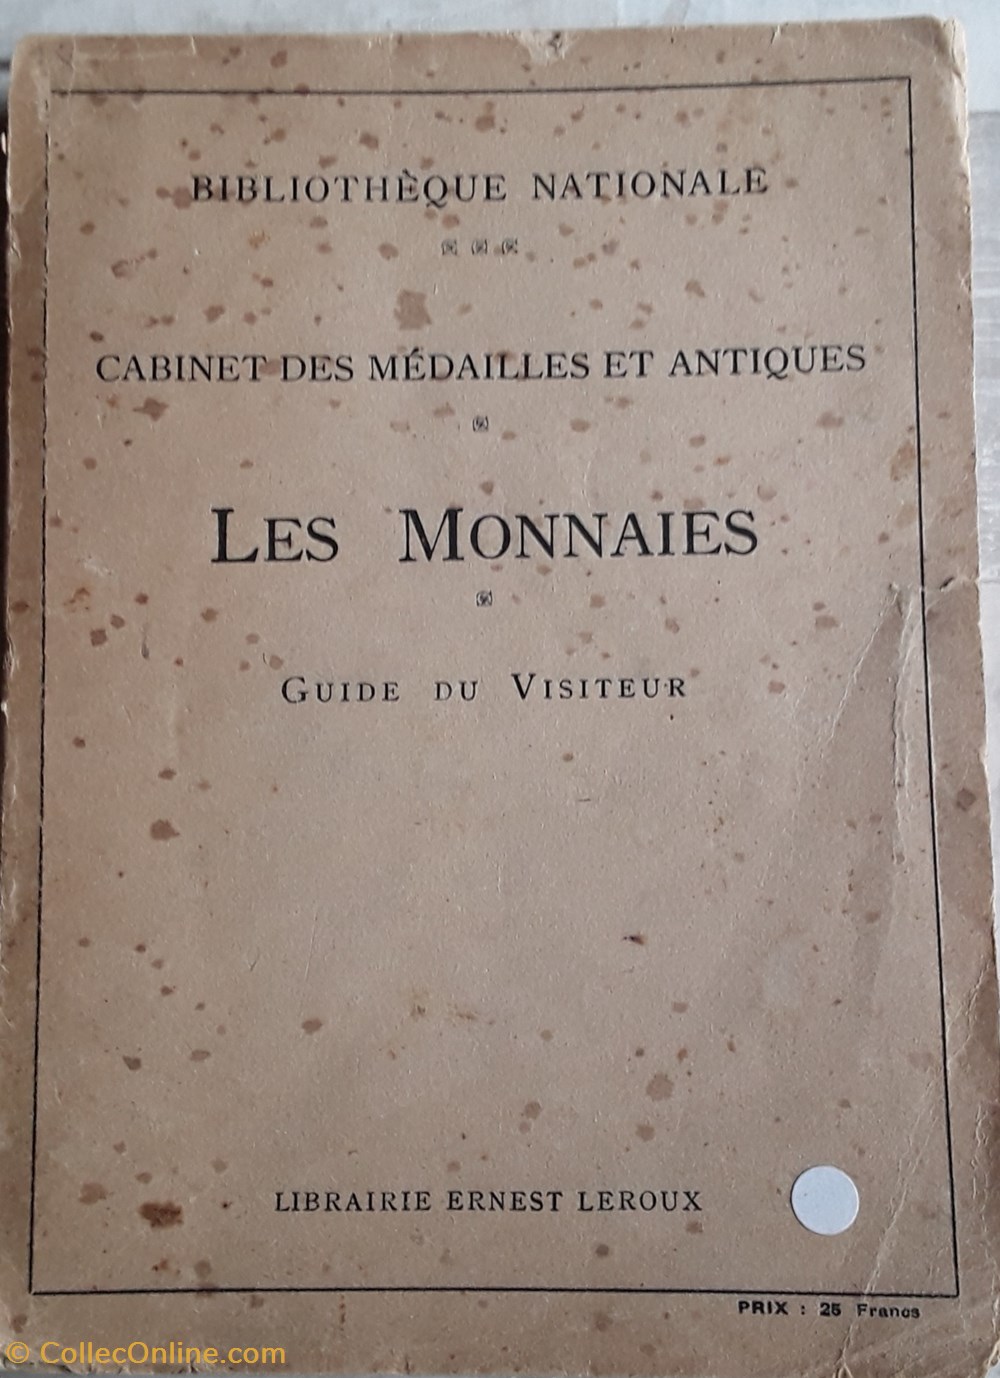 BIBLIOTHÈQUE NATIONALE
CABINET DES MÉDAILLES ET ANTIQUES
LES MONNAIES
GUIDE DU VISITEUR
LIBRAIRIE ERNEST LEROUX
PRIX : 25 Francs
© CollecOnline.com